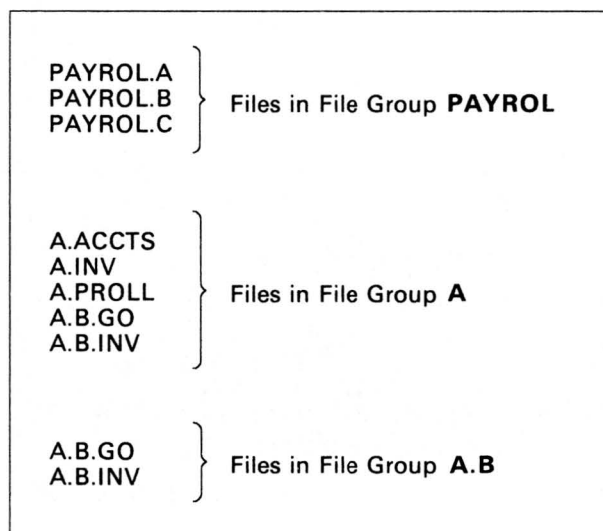 PAYROL.A
PAYROL.B
PAYROL.C
Files in File Group PAYROL
A.ACCTS
A.INV
A.PROLL
A.B.GO
A.B.INV
Files in File Group A
A.B.GO
A.B.INV
Files in File Group A.B